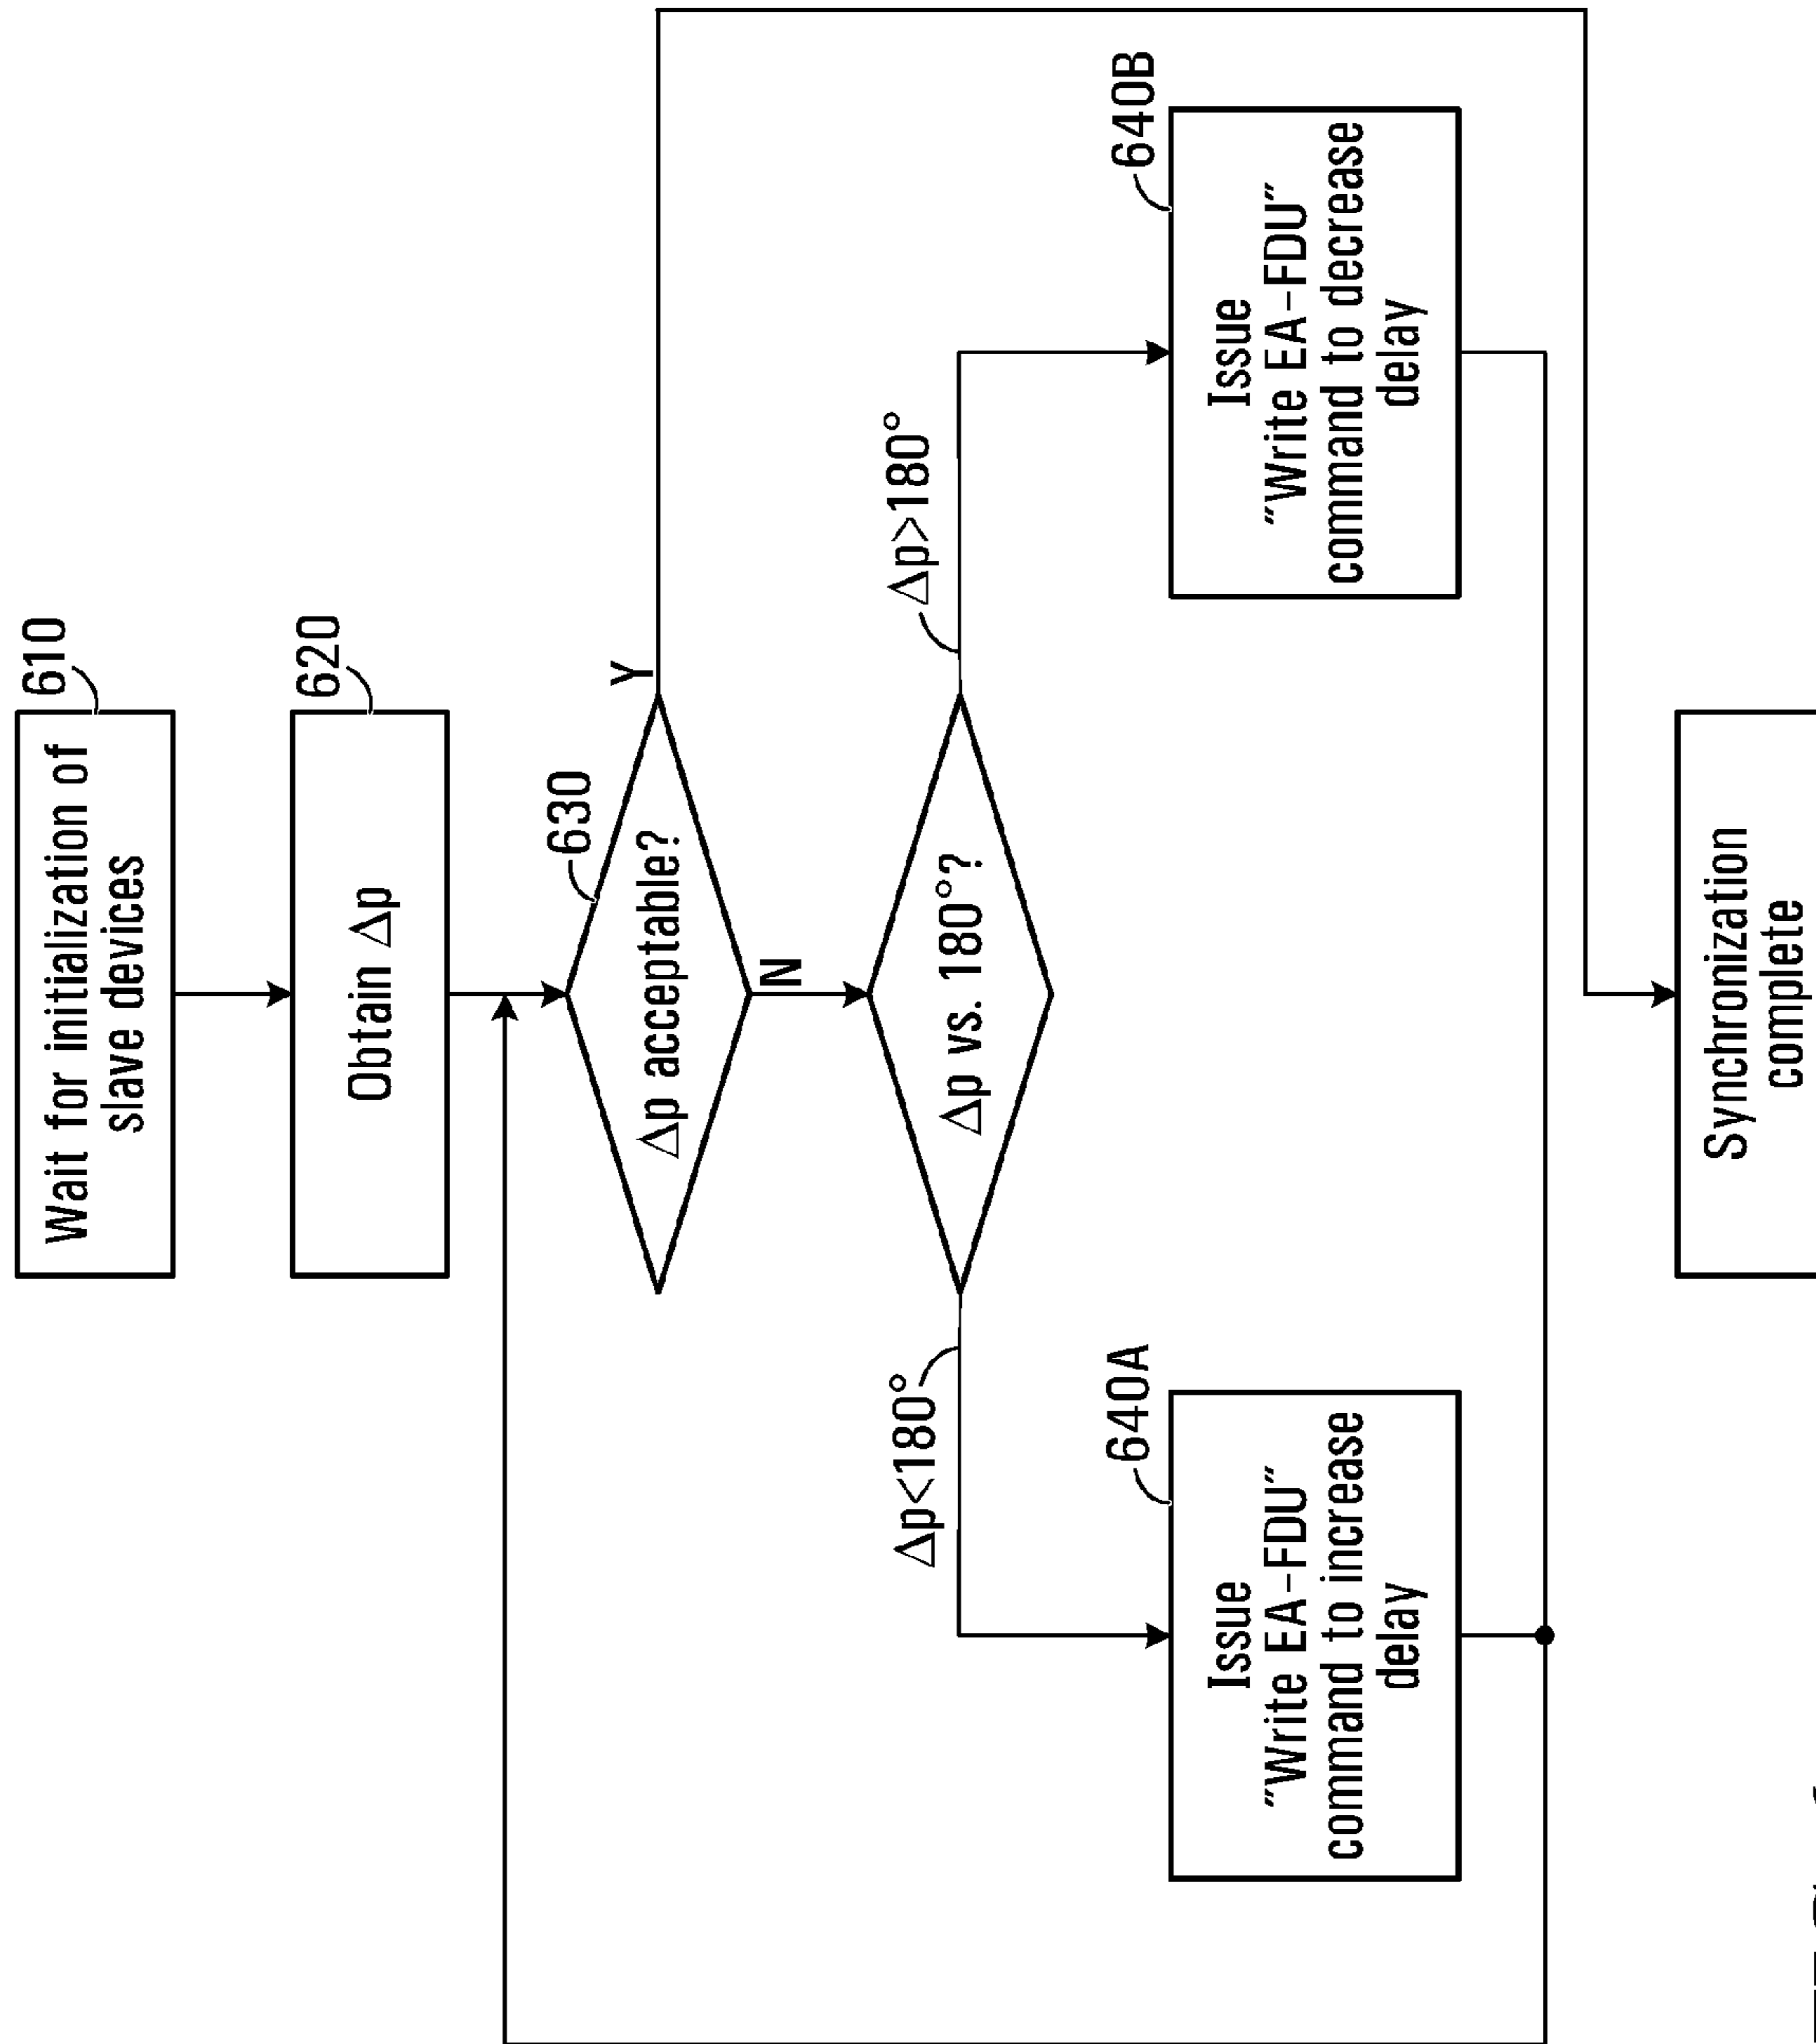 Wait for initialization of
slave devices
610
Obtain Δp
620
630
Δp acceptable?
Y
N
Δp vs. 180°?
Δp<180°
Δp>180°
640A
Issue
"Write EA-FDU"
command to increase
delay
640B
Issue
"Write EA-FDU"
command to decrease
delay
Synchronization
complete